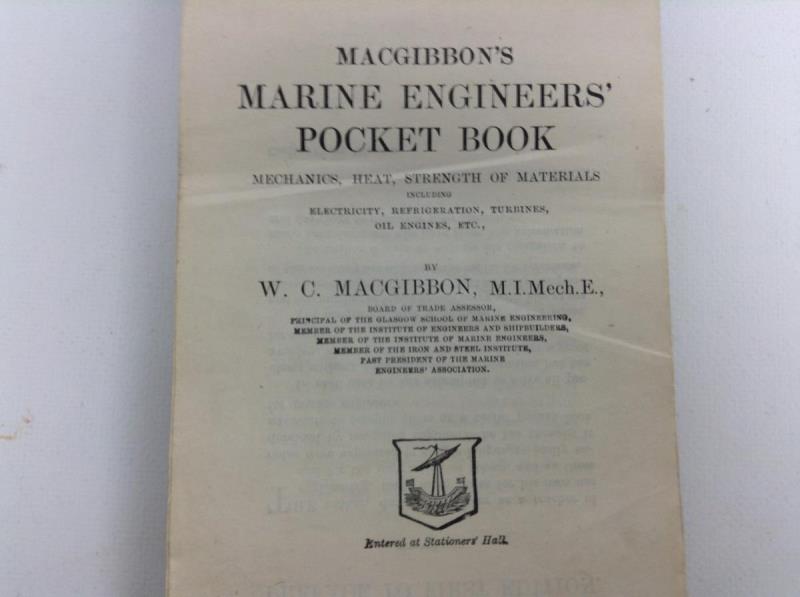 MACGIBBON'S
MARINE ENGINEERS'
POCKET BOOK
MECHANICS, HEAT, STRENGTH OF MATERIALS
INCLUDING
ELECTRICITY, REFRIGERATION, TURBINES,
OIL ENGINES, ETC.,
BY
W. C. MACGIBBON, M.I.Mech.E.,
BOARD OF TRADE ASSESSOR,
PRINCIPAL OF THE GLASGOW SCHOOL OF MARINE ENGINEERING,
MEMBER OF THE INSTITUTE OF ENGINEERS AND SHIPBUILDERS,
MEMBER OF THE INSTITUTE OF MARINE ENGINEERS,
MEMBER OF THE IRON AND STEEL INSTITUTE,
PAST PRESIDENT OF THE MARINE
ENGINEERS' ASSOCIATION.
Entered at Stationers' Hall.